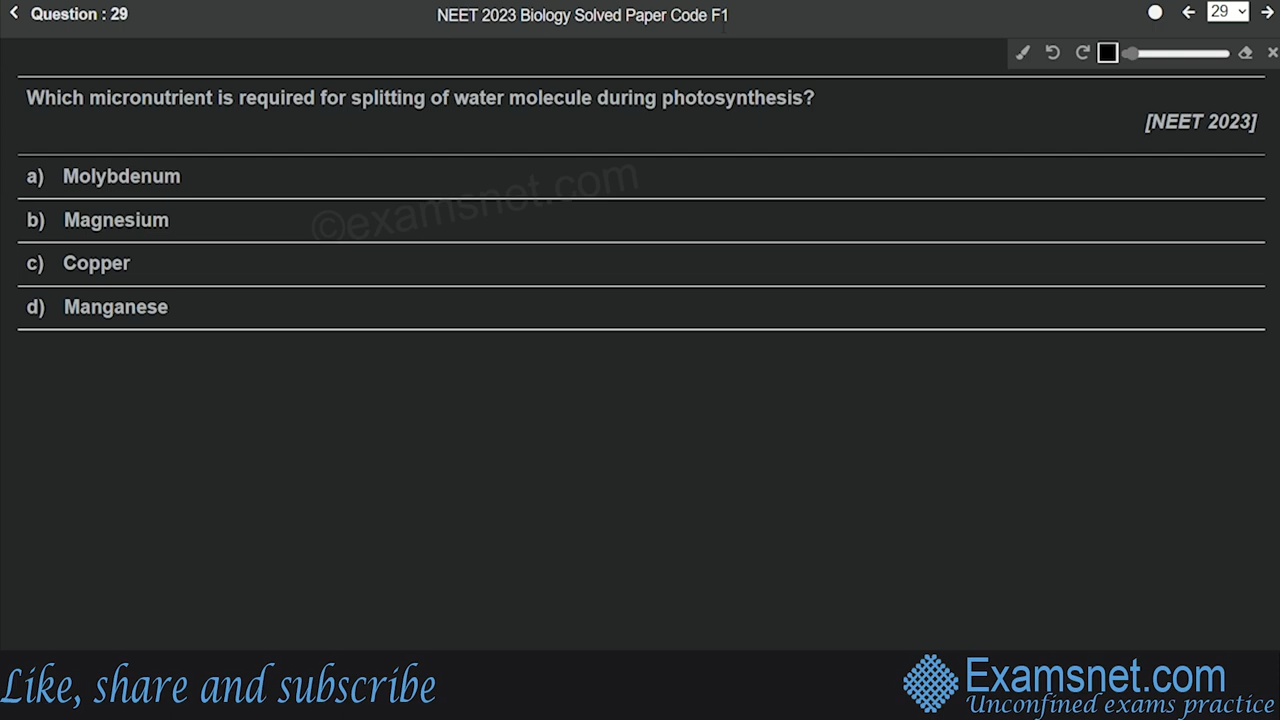 Question : 29
NEET 2023 Biology Solved Paper Code F1
29
Which micronutrient is required for splitting of water molecule during photosynthesis?
[NEET 2023]
a) Molybdenum
©examsnet.com
b) Magnesium
c) Copper
d) Manganese
Like, share and subscribe
Examsnet.com
Unconfined exams practice